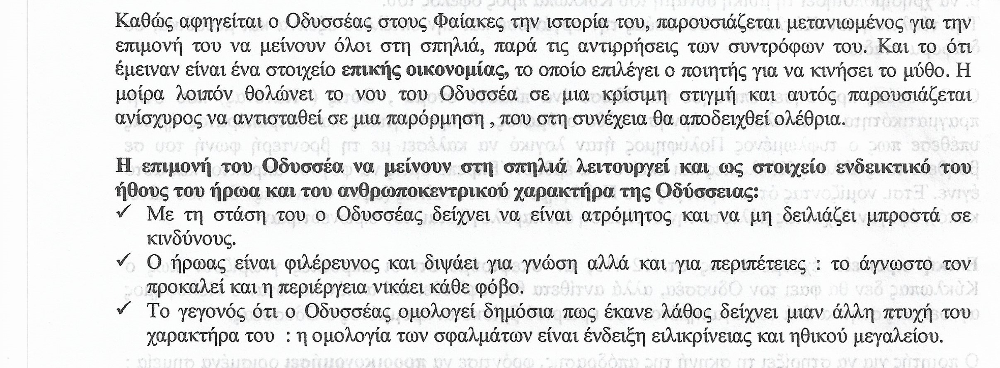 Καθώς αφηγείται ο Οδυσσέας στους Φαίακες την ιστορία του, παρουσιάζεται μετανιωμένος για την
επιμονή του να μείνουν όλοι στη σπηλιά, παρά τις αντιρρήσεις των συντρόφων του. Και το ότι
έμειναν είναι ένα στοιχείο επικής οικονομίας, το οποίο επιλέγει ο ποιητής για να κινήσει το μύθο. Η
μοίρα λοιπόν θολώνει το νου του Οδυσσέα σε μια κρίσιμη στιγμή και αυτός παρουσιάζεται
ανίσχυρος να αντισταθεί σε μια παρόρμηση , που στη συνέχεια θα αποδειχθεί ολέθρια.
Η επιμονή του Οδυσσέα να μείνουν στη σπηλιά λειτουργεί και ως στοιχείο ενδεικτικό του
ήθους του ήρωα και του ανθρωποκεντρικού χαρακτήρα της Οδύσσειας:
✓ Με τη στάση του ο Οδυσσέας δείχνει να είναι ατρόμητος και να μη δειλιάζει μπροστά σε
κινδύνους.
✓ Ο ήρωας είναι φιλέρευνος και διψάει για γνώση αλλά και για περιπέτειες : το άγνωστο τον
προκαλεί και η περιέργεια νικάει κάθε φόβο.
✓ Το γεγονός ότι ο Οδυσσέας ομολογεί δημόσια πως έκανε λάθος δείχνει μιαν άλλη πτυχή του
χαρακτήρα του : η ομολογία των σφαλμάτων είναι ένδειξη ειλικρίνειας και ηθικού μεγαλείου.